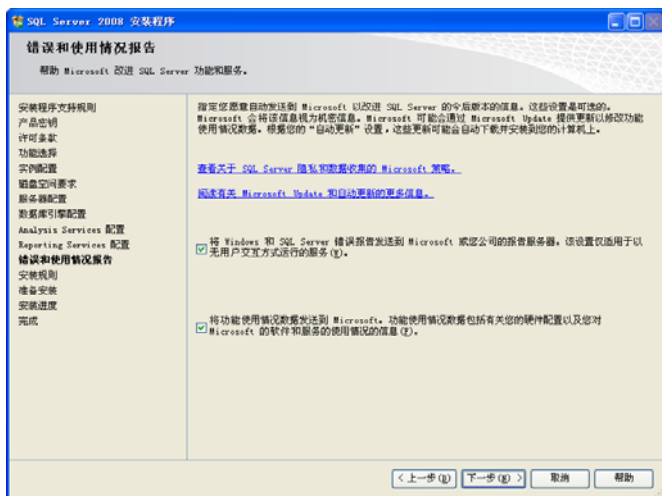 SQL Server 2008 安装程序
错误和使用情况报告
帮助 Microsoft 改进 SQL Server 功能和服务。
安装程序支持规则
产品密钥
许可条款
功能选择
实例配置
磁盘空间要求
服务器配置
数据库引擎配置
Analysis Services 配置
Reporting Services 配置
错误和使用情况报告
安装规则
准备安装
安装进度
完成
指定您愿意自动发送到 Microsoft 以改进 SQL Server 的今后版本的信息。这些设置是可选的。
Microsoft 会将该信息视为机密信息。Microsoft 可能会通过 Microsoft Update 提供更新以修改功能
使用情况数据。根据您的“自动更新”设置，这些更新可能会自动下载并安装到您的计算机上。
查看关于 SQL Server 隐私和数据收集的 Microsoft 策略。
阅读有关 Microsoft Update 和自动更新的更多信息。
将 Windows 和 SQL Server 错误报告发送到 Microsoft 或您公司的报告服务器。该设置仅适用于以
无用户交互方式运行的服务(W)。
将功能使用情况数据发送到 Microsoft。功能使用情况数据包括有关您的硬件配置以及您对
Microsoft 的软件和服务的使用情况的信息(F)。
< 上一步(B)
下一步(N) >
取消
帮助